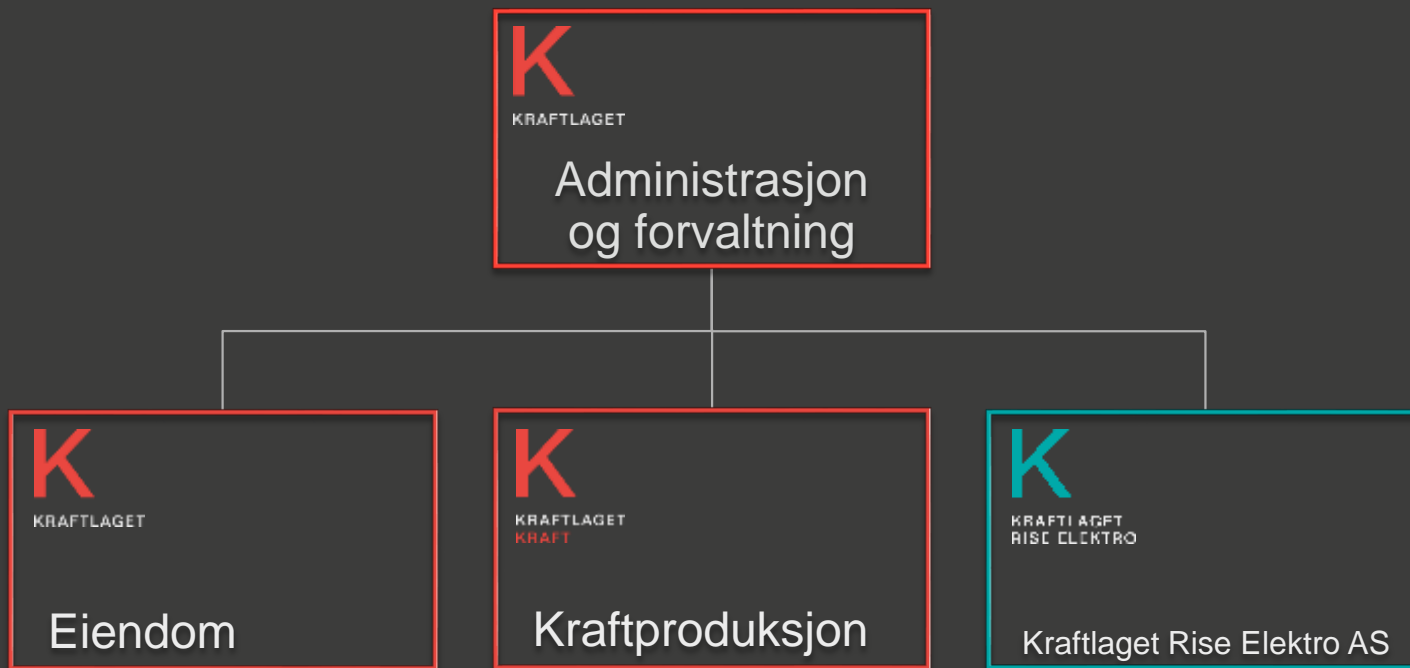 K
KRAFTLAGET
Administrasjon
og forvaltning
K
KRAFTLAGET
Eiendom
K
KRAFTLAGET
KRAFT
Kraftproduksjon
K
KRAFTLAGET
RISE ELEKTRO
Kraftlaget Rise Elektro AS